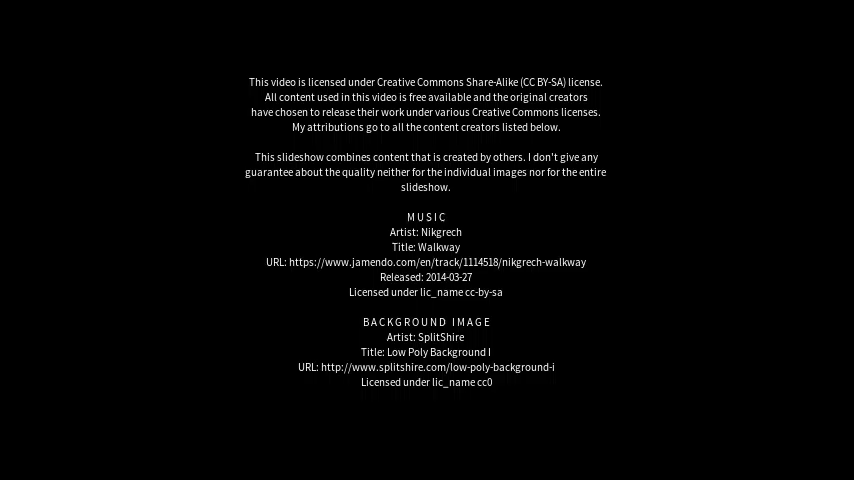 This video is licensed under Creative Commons Share-Alike (CC BY-SA) license.
All content used in this video is free available and the original creators
have chosen to release their work under various Creative Commons licenses.
My attributions go to all the content creators listed below.
This slideshow combines content that is created by others. I don't give any
guarantee about the quality neither for the individual images nor for the entire
slideshow.
MUSIC
Artist: Nikgrech
Title: Walkway
URL: https://www.jamendo.com/en/track/1114518/nikgrech-walkway
Released: 2014-03-27
Licensed under lic_name cc-by-sa
BACKGROUND IMAGE
Artist: SplitShire
Title: Low Poly Background I
URL: http://www.splitshire.com/low-poly-background-i
Licensed under lic_name cc0